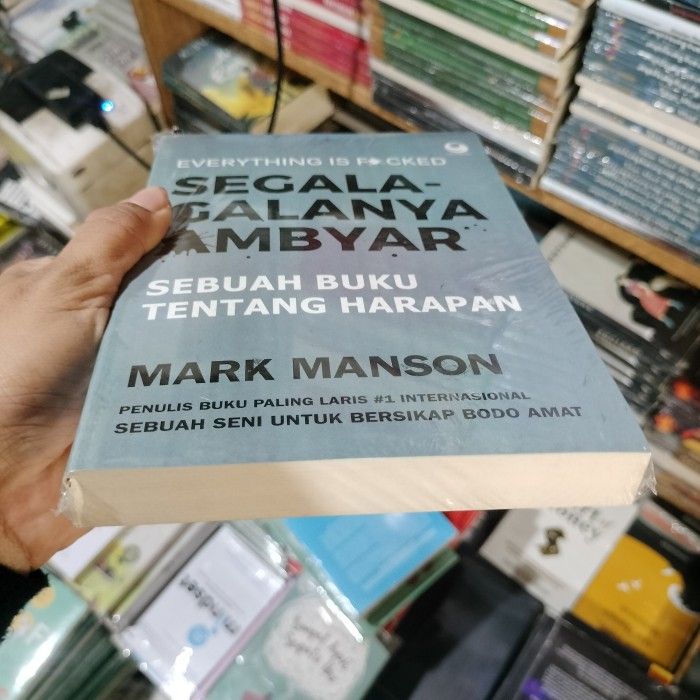 EVERYTHING IS F*CKED
SEGALA-
GALANYA
AMBYAR
SEBUAH BUKU
TENTANG HARAPAN
MARK MANSON
PENULIS BUKU PALING LARIS #1 INTERNASIONAL
SEBUAH SENI UNTUK BERSIKAP BODO AMAT
mindset